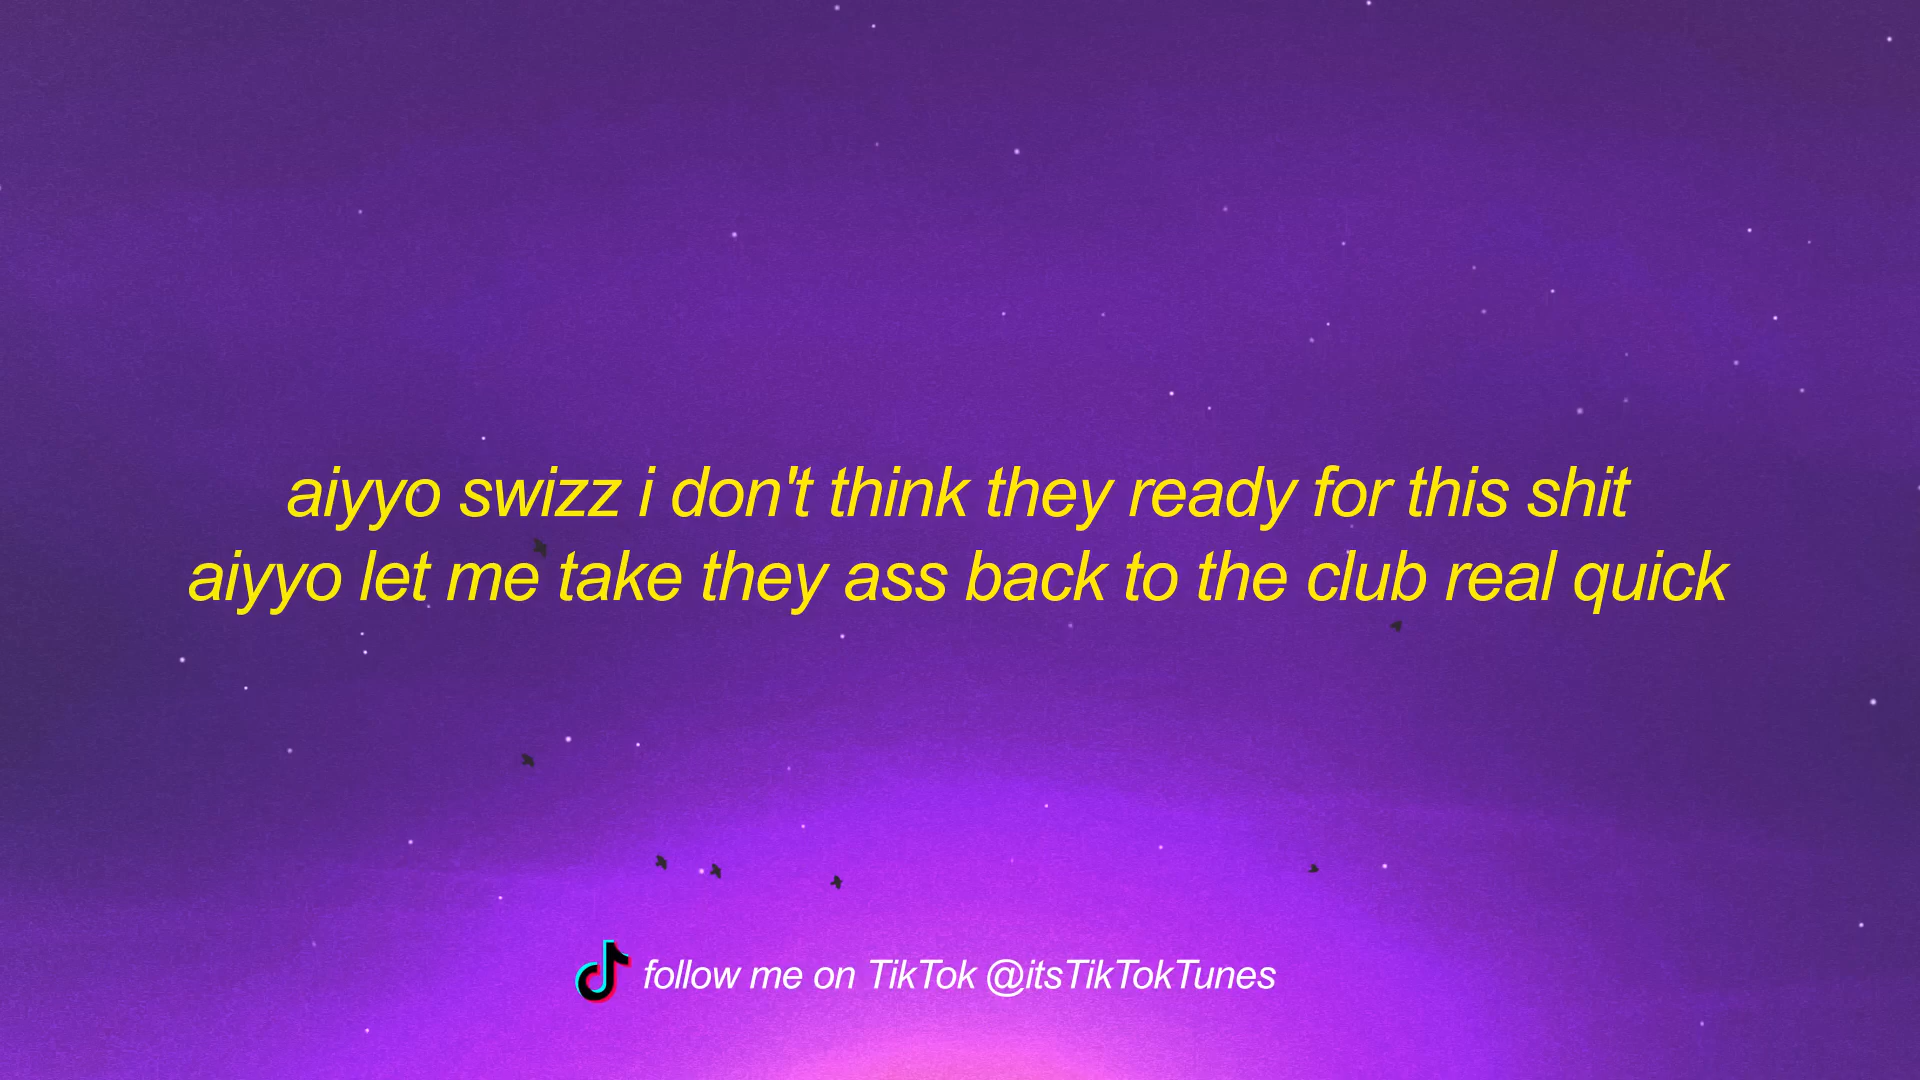 aiyyo swizz i don't think they ready for this shit
aiyyo let me take they ass back to the club real quick
follow me on TikTok @itsTikTokTunes